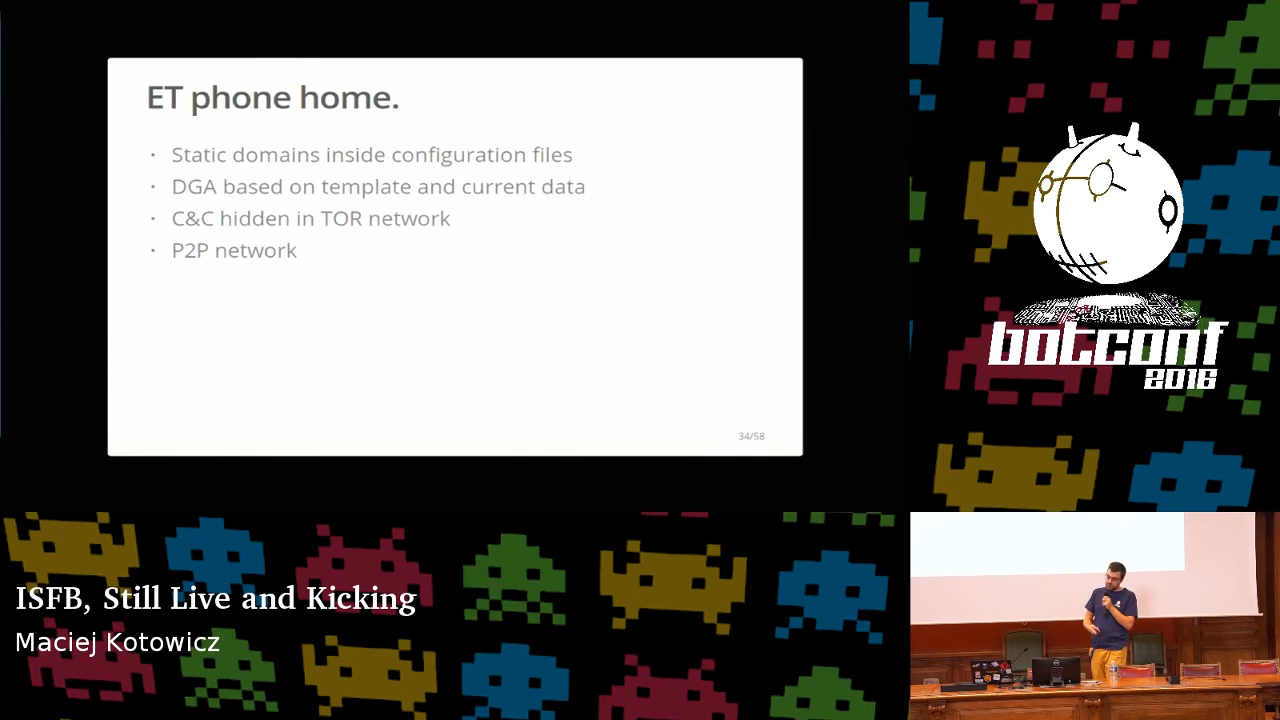 ET phone home.
· Static domains inside configuration files
· DGA based on template and current data
· C&C hidden in TOR network
· P2P network
34/58
botconf
2016
ISFB, Still Live and Kicking
Maciej Kotowicz